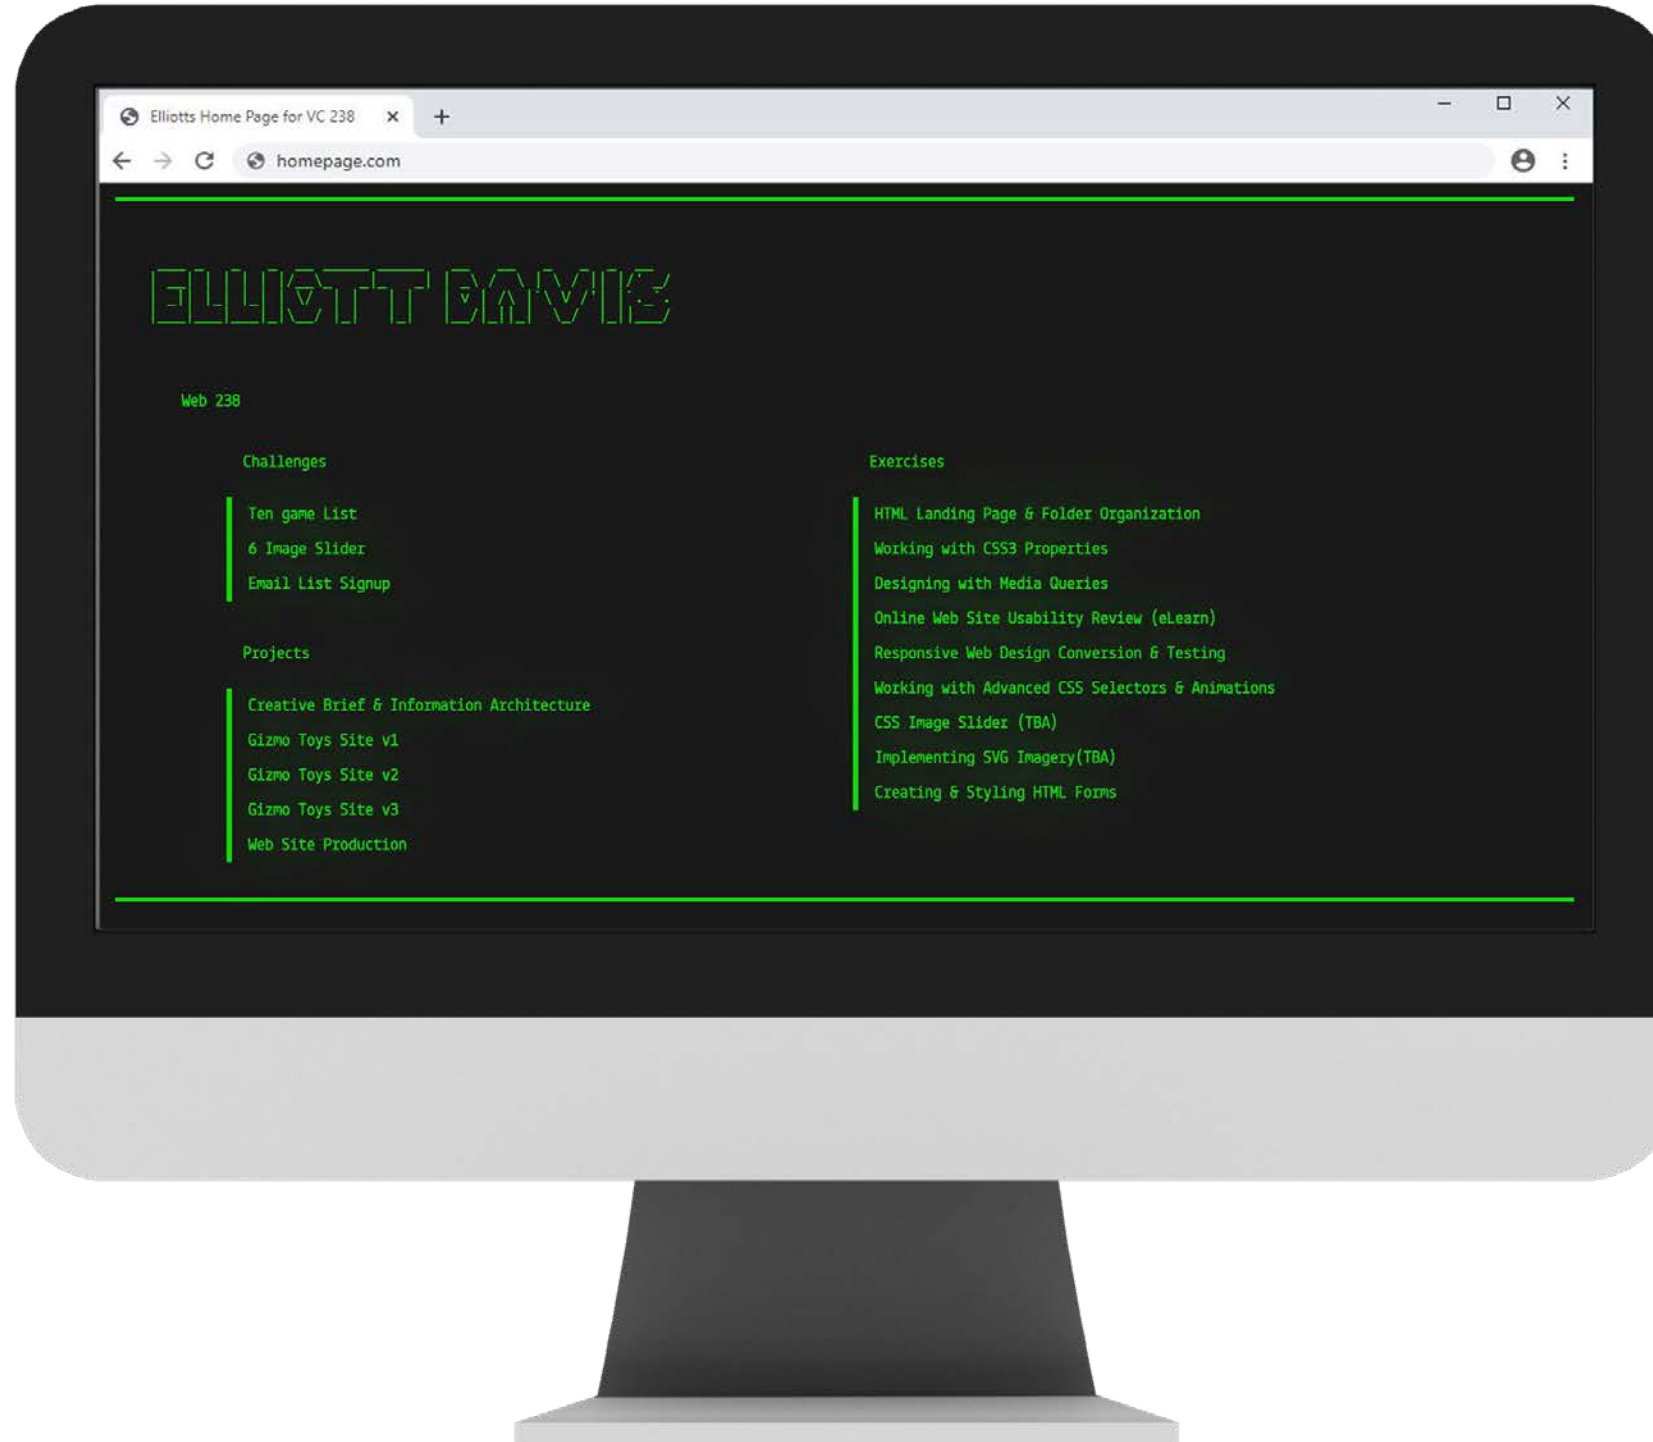 Elliotts Home Page for VC 238
homepage.com
ELLIOTT DAVIS
Web 238
Challenges
Ten game List
6 Image Slider
Email List Signup
Projects
Creative Brief & Information Architecture
Gizmo Toys Site v1
Gizmo Toys Site v2
Gizmo Toys Site v3
Web Site Production
Exercises
HTML Landing Page & Folder Organization
Working with CSS3 Properties
Designing with Media Queries
Online Web Site Usability Review (eLearn)
Responsive Web Design Conversion & Testing
Working with Advanced CSS Selectors & Animations
CSS Image Slider (TBA)
Implementing SVG Imagery(TBA)
Creating & Styling HTML Forms